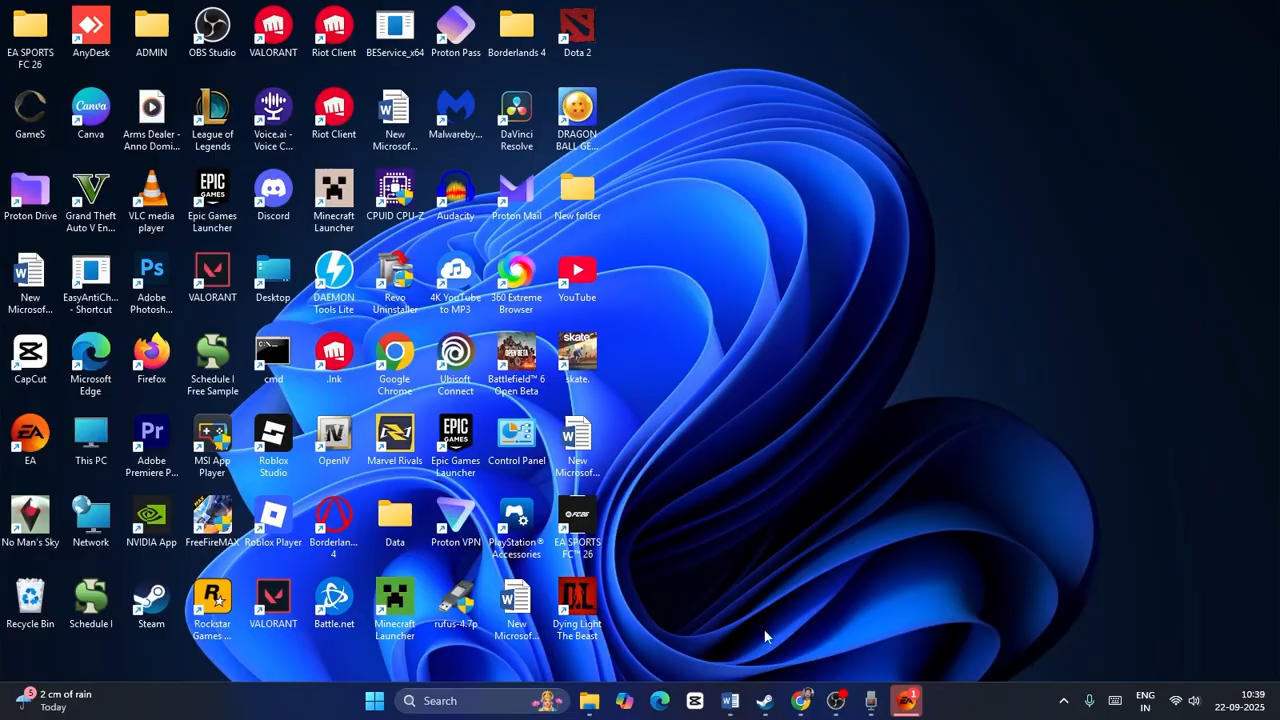 EA SPORTS
FC 26
AnyDesk
ADMIN
OBS Studio
VALORANT
Riot Client
BEService_x64
Proton Pass
Borderlands 4
Dota 2
GameS
Canva
Arms Dealer -
Anno Domi...
League of
Legends
Voice.ai -
Voice C...
Riot Client
New
Microsof...
Malwareby...
DaVinci
Resolve
DRAGON
BALL GE...
Proton Drive
Grand Theft
Auto V En...
VLC media
player
Epic Games
Launcher
Discord
Minecraft
Launcher
CPUID CPU-Z
Audacity
Proton Mail
New folder
New
Microsof...
EasyAntiCh...
- Shortcut
Adobe
Photosh...
VALORANT
Desktop
DAEMON
Tools Lite
Revo
Uninstaller
4K YouTube
to MP3
360 Extreme
Browser
YouTube
CapCut
Microsoft
Edge
Firefox
Schedule I
Free Sample
cmd
.lnk
Google
Chrome
Ubisoft
Connect
Battlefield™ 6
Open Beta
skate.
EA
This PC
Adobe
Premiere P...
MSI App
Player
Roblox
Studio
OpenIV
Marvel Rivals
Epic Games
Launcher
Control Panel
New
Microsof...
No Man's Sky
Network
NVIDIA App
FreeFireMAX
Roblox Player
Borderlan...
4
Data
Proton VPN
PlayStation®
Accessories
EA SPORTS
FC™ 26
Recycle Bin
Schedule I
Steam
Rockstar
Games ...
VALORANT
Battle.net
Minecraft
Launcher
rufus-4.7p
New
Microsof...
Dying Light
The Beast
5
2 cm of rain
Today
Search
1
ENG
IN
10:39
22-09-2025